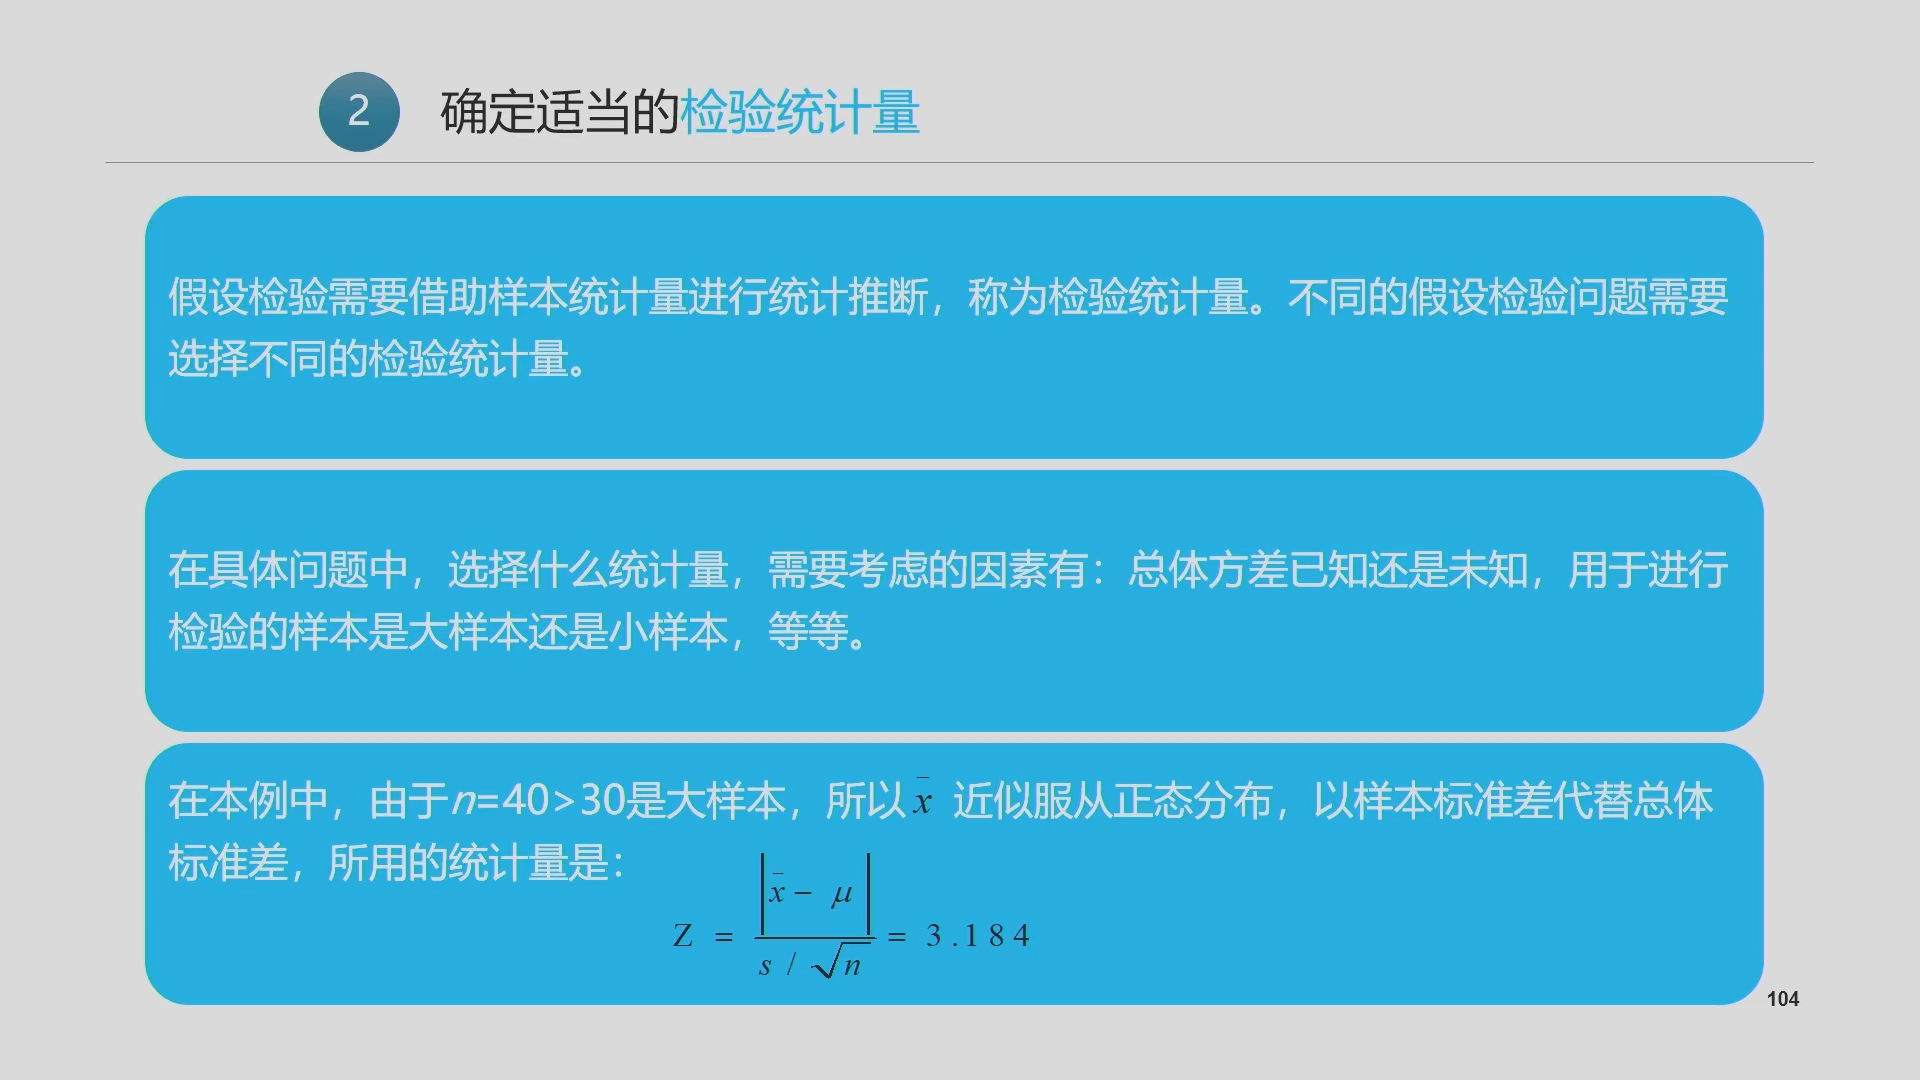 2 确定适当的检验统计量
假设检验需要借助样本统计量进行统计推断，称为检验统计量。不同的假设检验问题需要
选择不同的检验统计量。
在具体问题中，选择什么统计量，需要考虑的因素有：总体方差已知还是未知，用于进行
检验的样本是大样本还是小样本，等等。
在本例中，由于n=40>30是大样本，所以 x̄ 近似服从正态分布，以样本标准差代替总体
标准差，所用的统计量是：
Z = |x̄ − μ| / (s / √n) = 3.184
104